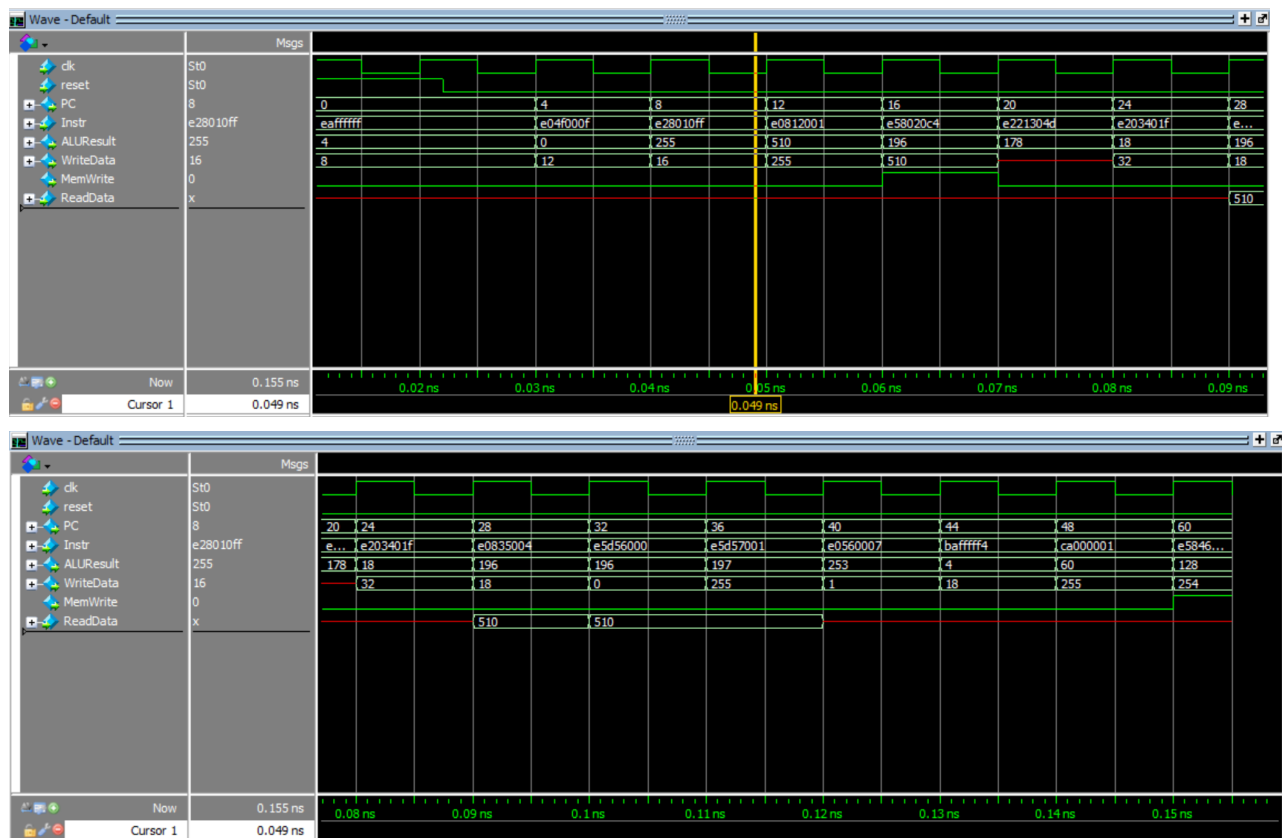 Wave - Default
Msgs
clk St0
reset St0
PC 8 0 4 8 12 16 20 24 28
Instr e28010ff eaffffff e04f000f e28010ff e0812001 e58020c4 e221304d e203401f e...
ALUResult 255 4 0 255 510 196 178 18 196
WriteData 16 8 12 16 255 510 32 18
MemWrite 0
ReadData x 510
Now 0.155 ns 0.02 ns 0.03 ns 0.04 ns 0.05 ns 0.06 ns 0.07 ns 0.08 ns 0.09 ns
Cursor 1 0.049 ns 0.049 ns
Wave - Default
Msgs
clk St0
reset St0
PC 8 20 24 28 32 36 40 44 48 60
Instr e28010ff e... e203401f e0835004 e5d56000 e5d57001 e0560007 bafffff4 ca000001 e5846...
ALUResult 255 178 18 196 196 197 253 4 60 128
WriteData 16 32 18 0 255 1 18 255 254
MemWrite 0
ReadData x 510 510
Now 0.155 ns 0.08 ns 0.09 ns 0.1 ns 0.11 ns 0.12 ns 0.13 ns 0.14 ns 0.15 ns
Cursor 1 0.049 ns